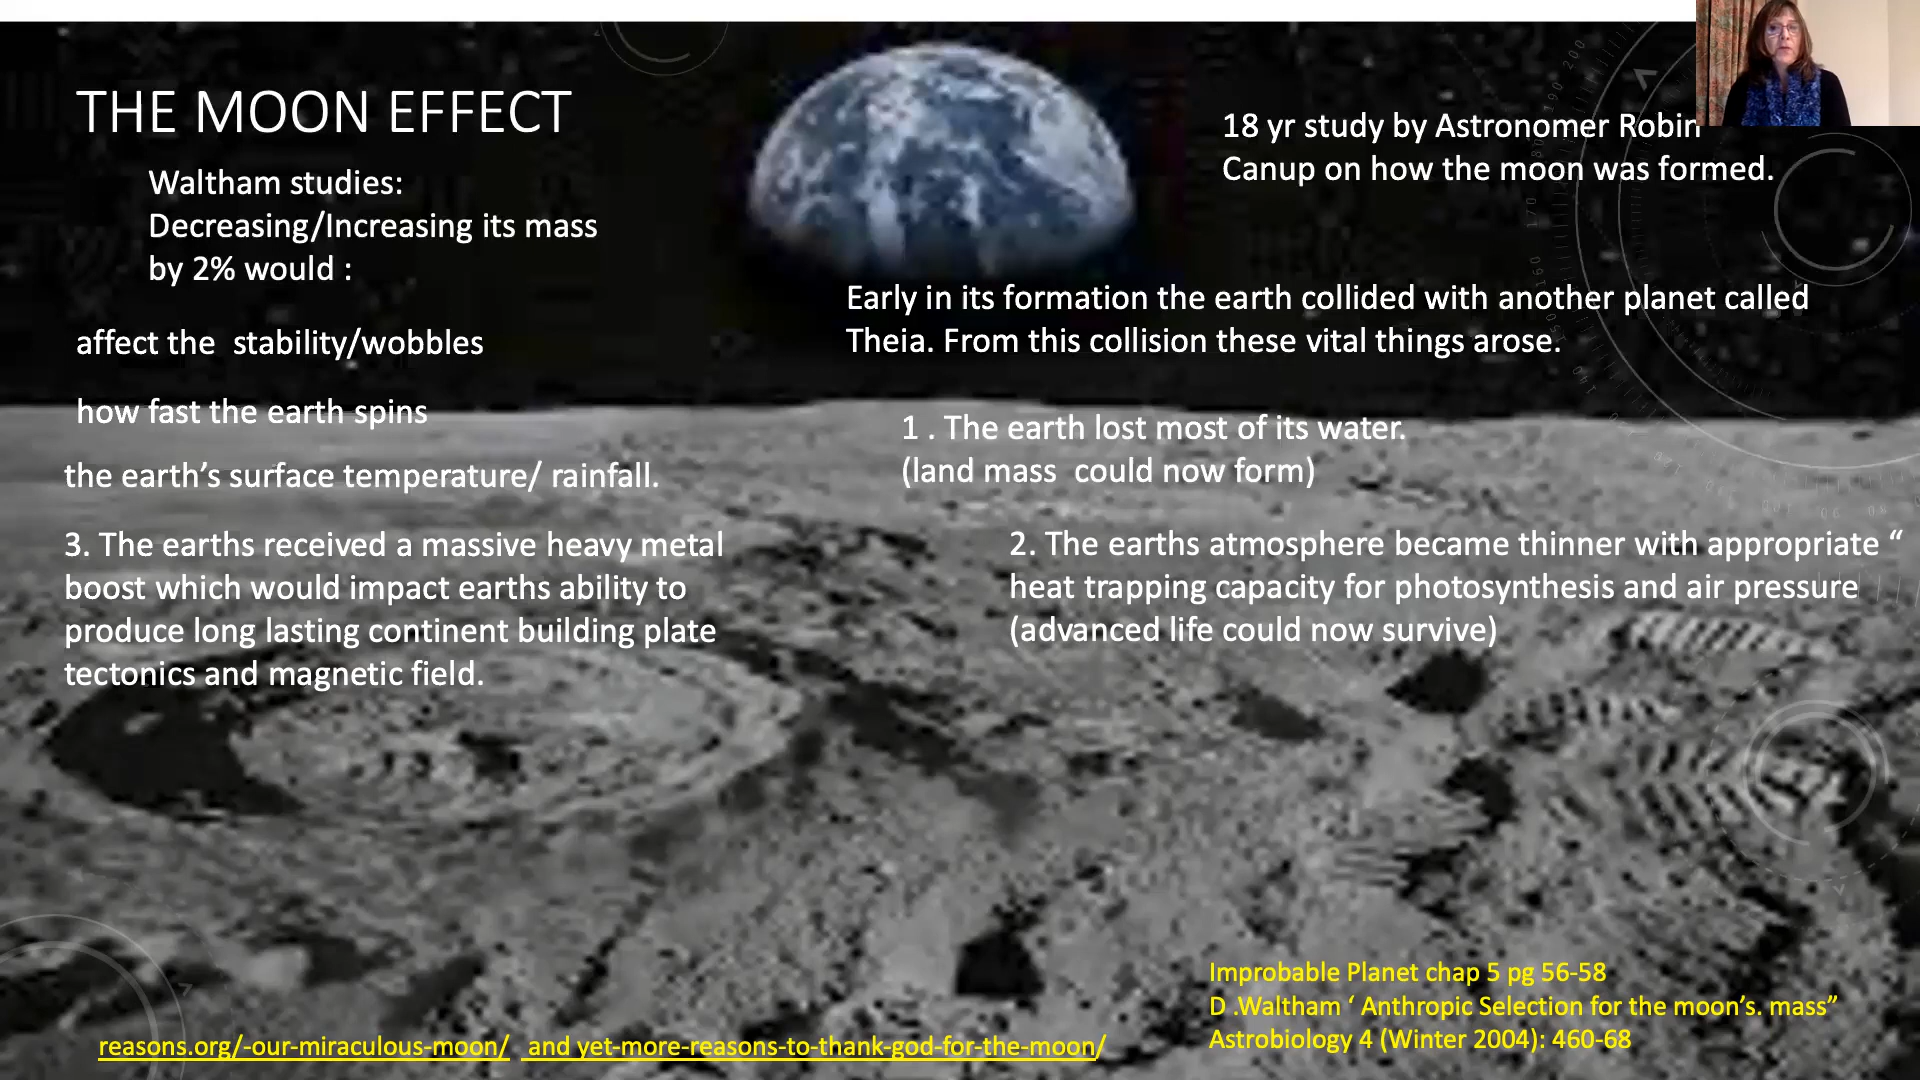 THE MOON EFFECT
Waltham studies:
Decreasing/Increasing its mass
by 2% would :
affect the  stability/wobbles
how fast the earth spins
the earth’s surface temperature/ rainfall.
18 yr study by Astronomer Robin
Canup on how the moon was formed.
Early in its formation the earth collided with another planet called
Theia. From this collision these vital things arose.
1 . The earth lost most of its water.
(land mass  could now form)
2. The earths atmosphere became thinner with appropriate “
heat trapping capacity for photosynthesis and air pressure
(advanced life could now survive)
3. The earths received a massive heavy metal
boost which would impact earths ability to
produce long lasting continent building plate
tectonics and magnetic field.
Improbable Planet chap 5 pg 56-58
D .Waltham ‘ Anthropic Selection for the moon’s. mass”
Astrobiology 4 (Winter 2004): 460-68
reasons.org/-our-miraculous-moon/  and yet-more-reasons-to-thank-god-for-the-moon/